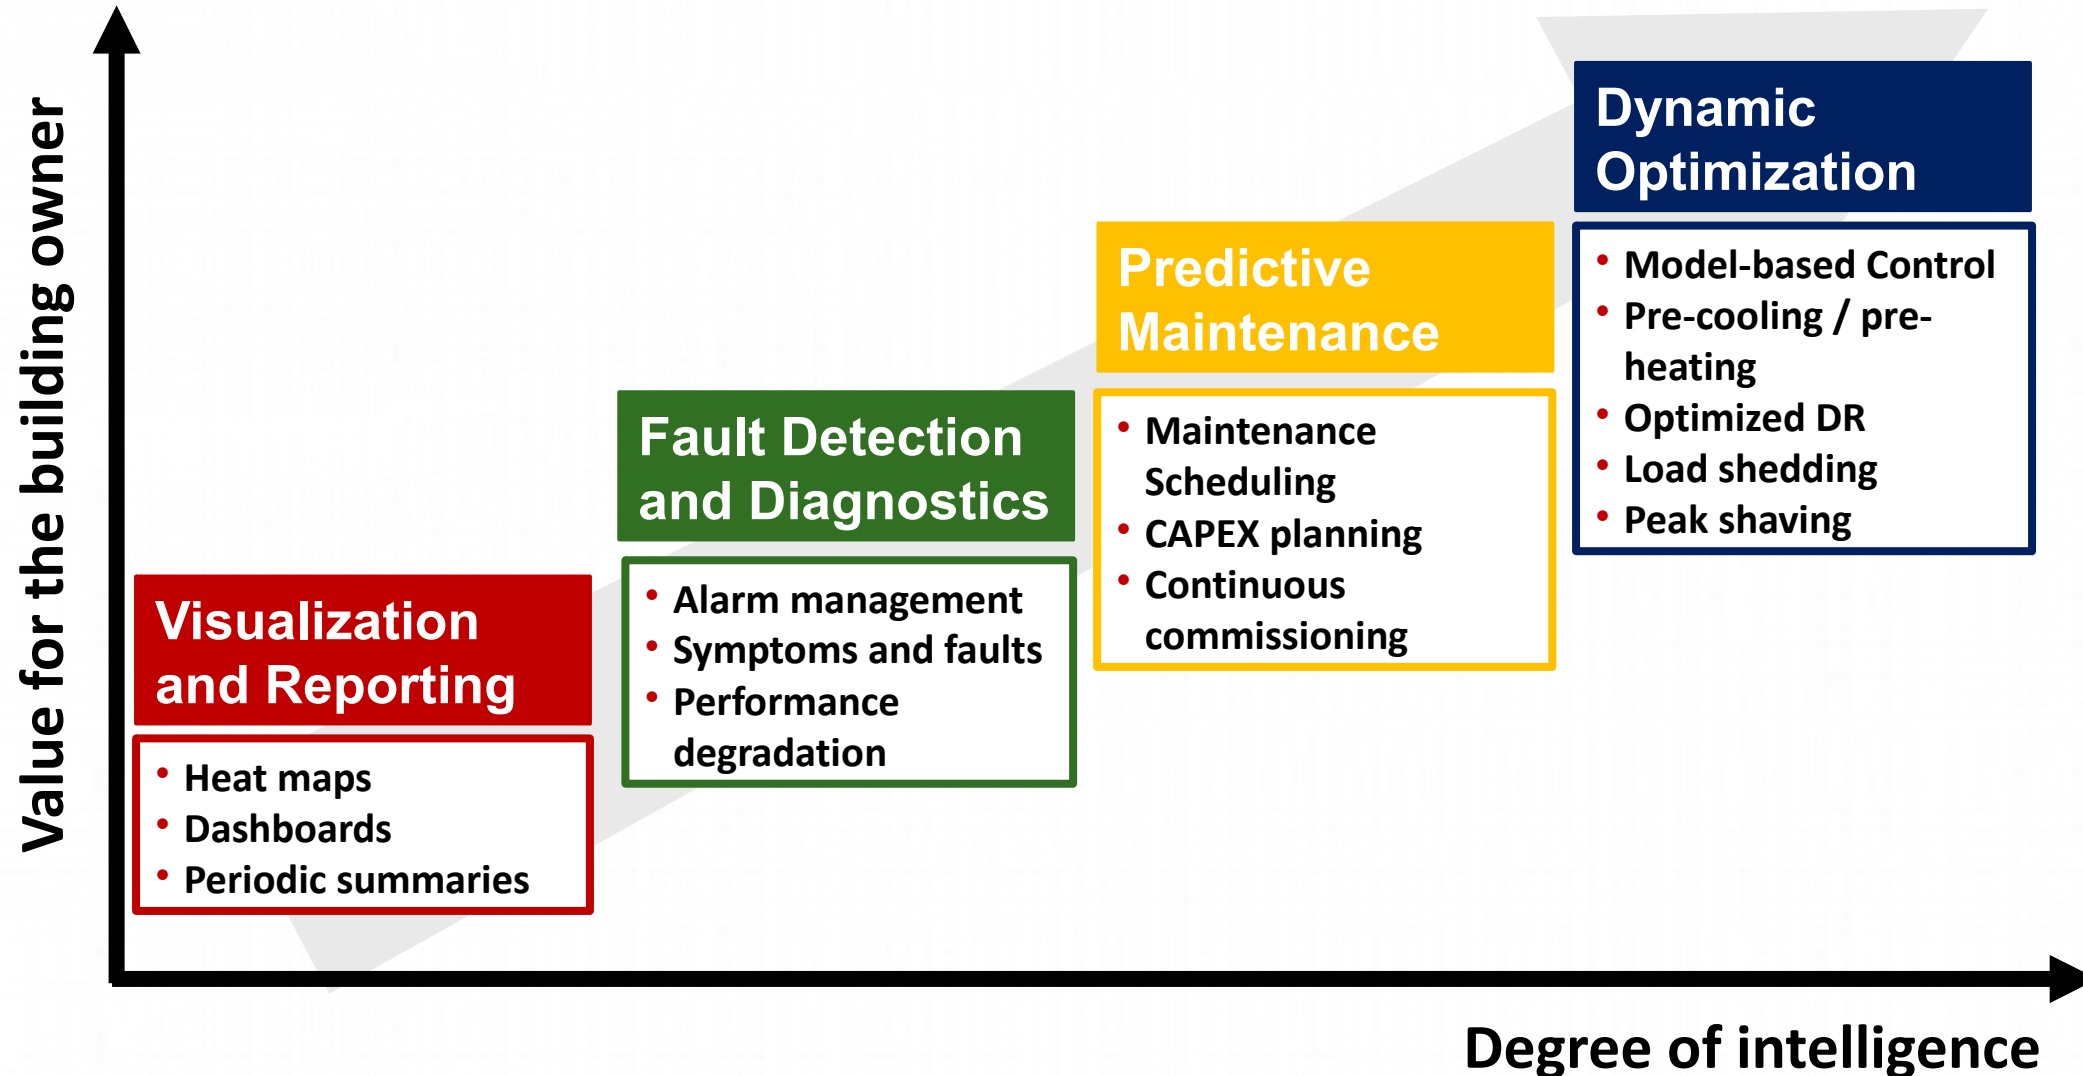 Value for the building owner
Visualization
and Reporting
• Heat maps
• Dashboards
• Periodic summaries
Fault Detection
and Diagnostics
• Alarm management
• Symptoms and faults
• Performance
degradation
Predictive
Maintenance
• Maintenance
Scheduling
• CAPEX planning
• Continuous
commissioning
Dynamic
Optimization
• Model-based Control
• Pre-cooling / pre-
heating
• Optimized DR
• Load shedding
• Peak shaving
Degree of intelligence